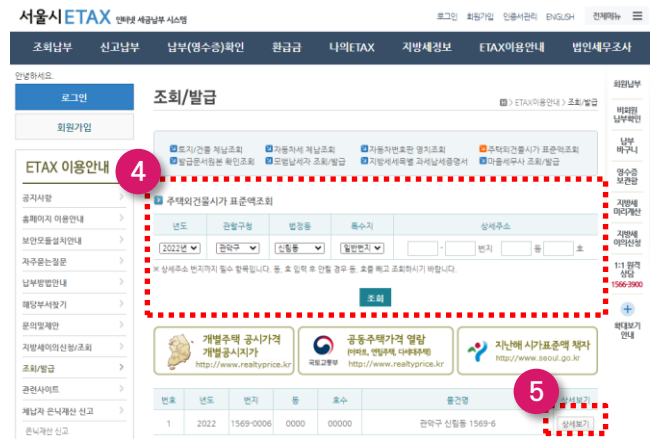 서울시 ETAX 인터넷 세금납부 시스템
로그인 회원가입 인증센터 ENGLISH 전체메뉴
조회납부 신고납부 납부(영수증)확인 환급금 나의ETAX 지방세정보 ETAX이용안내 법인세무조사
안녕하세요.
로그인
회원가입
ETAX 이용안내
공지사항
홈페이지 이용안내
보안모듈설치안내
자주묻는질문
납부방법안내
해당부서찾기
문의및제안
지방세이의신청/조회
조회/발급
관련사이트
체납자 은닉재산 신고
은닉재산 신고
조회/발급
> ETAX이용안내 > 조회/발급
토지/건물 체납조회 자동차세 체납조회 자동차번호판 영치조회 주택외건물시가 표준액조회
발급문서원본 확인조회 모범납세자 조회/발급 지방세세목별 과세납세증명서 마을세무사 조회/발급
4
주택외건물시가 표준액조회
년도 관할구청 법정동 특수지 상세주소
2022년 관악구 신림동 일반번지 - 번지 동 호
※ 상세주소 번지까지 필수 항목입니다. 동, 호 입력 후 안될 경우 동, 호를 빼고 조회하시기 바랍니다.
조회
개별주택 공시가격
개별공시지가
http://www.realtyprice.kr
국토교통부
공동주택가격 열람
(아파트, 연립주택, 다세대주택)
http://www.realtyprice.kr
지난해 시가표준액 책자
http://www.seoul.go.kr
5
번호 년도 번지 동 호수 물건명 상세보기
1 2022 1569-0006 0000 00000 관악구 신림동 1569-6 상세보기
회원납부
비회원
납부확인
납부
바구니
영수증
보관함
지방세
미리계산
지방세
이의신청
1:1 원격
상담
1566-3900
확대보기
안내